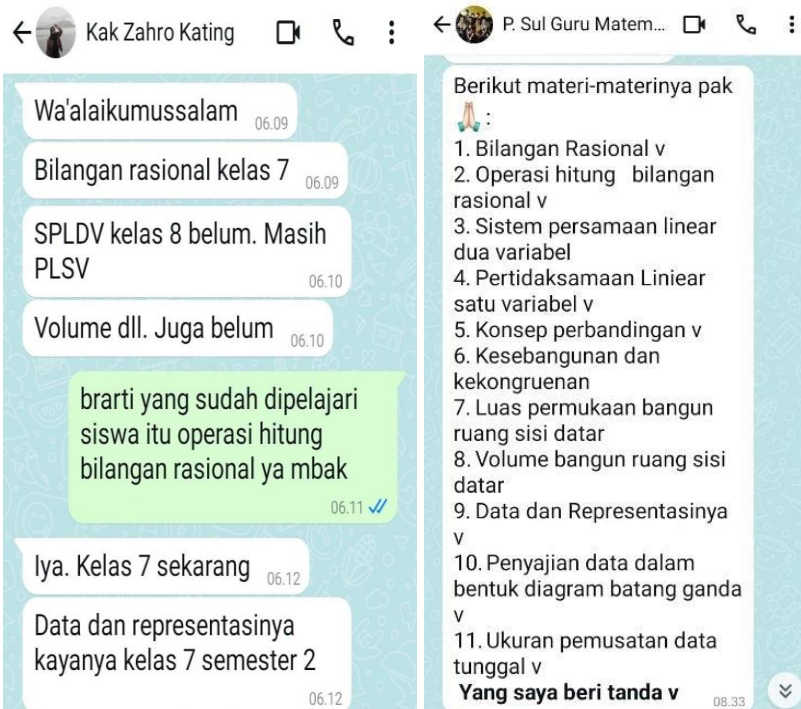 Kak Zahro Kating
Wa'alaikumussalam 06.09
Bilangan rasional kelas 7 06.09
SPLDV kelas 8 belum. Masih
PLSV 06.10
Volume dll. Juga belum 06.10
brarti yang sudah dipelajari
siswa itu operasi hitung
bilangan rasional ya mbak
06.11
Iya. Kelas 7 sekarang 06.12
Data dan representasinya
kayanya kelas 7 semester 2
06.12
P. Sul Guru Matem...
Berikut materi-materinya pak
🙏🏻 :
1. Bilangan Rasional v
2. Operasi hitung bilangan
rasional v
3. Sistem persamaan linear
dua variabel
4. Pertidaksamaan Liniear
satu variabel v
5. Konsep perbandingan v
6. Kesebangunan dan
kekongruenan
7. Luas permukaan bangun
ruang sisi datar
8. Volume bangun ruang sisi
datar
9. Data dan Representasinya
v
10. Penyajian data dalam
bentuk diagram batang ganda
v
11. Ukuran pemusatan data
tunggal v
Yang saya beri tanda v 08.33